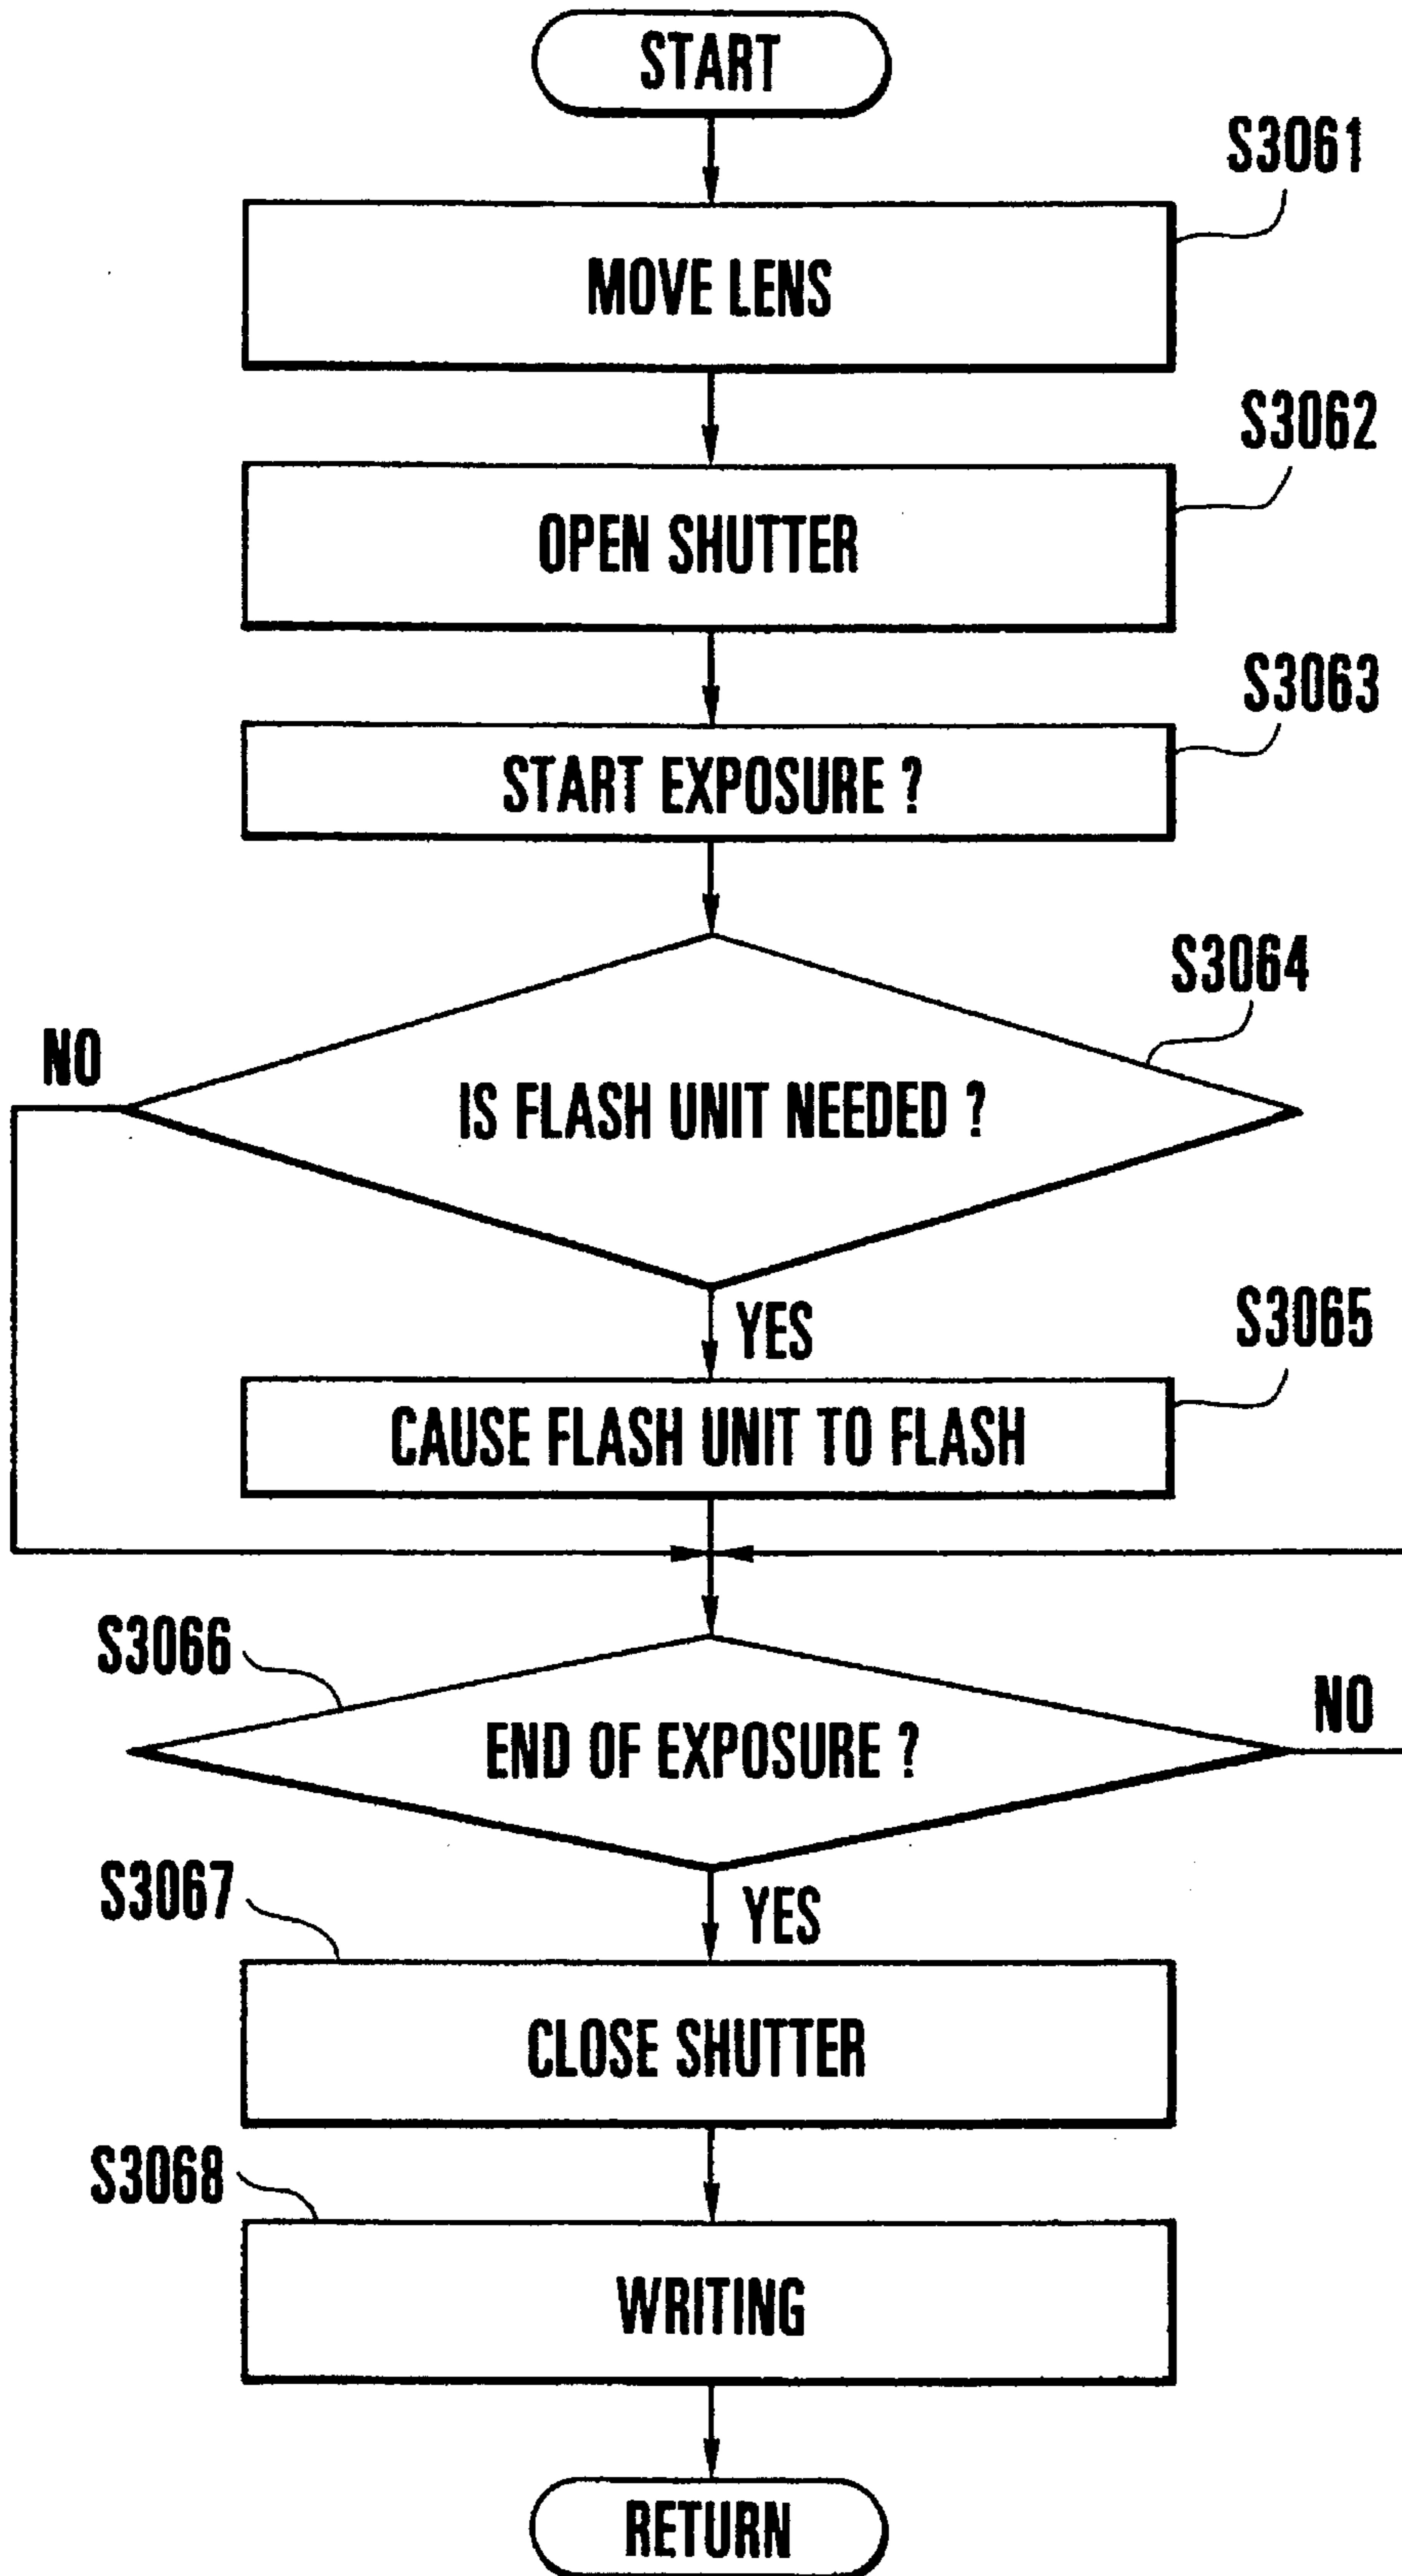 START
S3061
MOVE LENS
S3062
OPEN SHUTTER
S3063
START EXPOSURE ?
S3064
NO
IS FLASH UNIT NEEDED ?
YES
S3065
CAUSE FLASH UNIT TO FLASH
S3066
NO
END OF EXPOSURE ?
S3067
YES
CLOSE SHUTTER
S3068
WRITING
RETURN